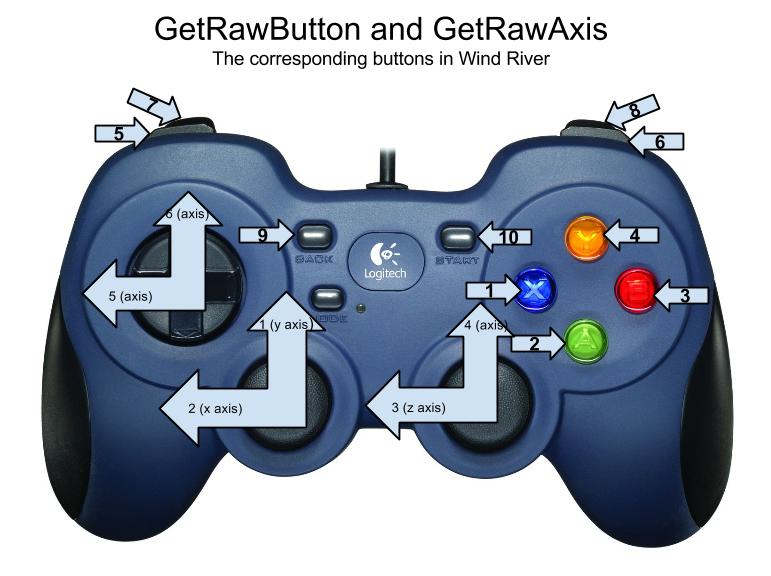 GetRawButton and GetRawAxis
The corresponding buttons in Wind River
7
8
5
6
6 (axis)
9
10
4
BACK
Logitech
START
Y
5 (axis)
1
X
B
3
1 (y axis)
4 (axis)
2
A
2 (x axis)
3 (z axis)